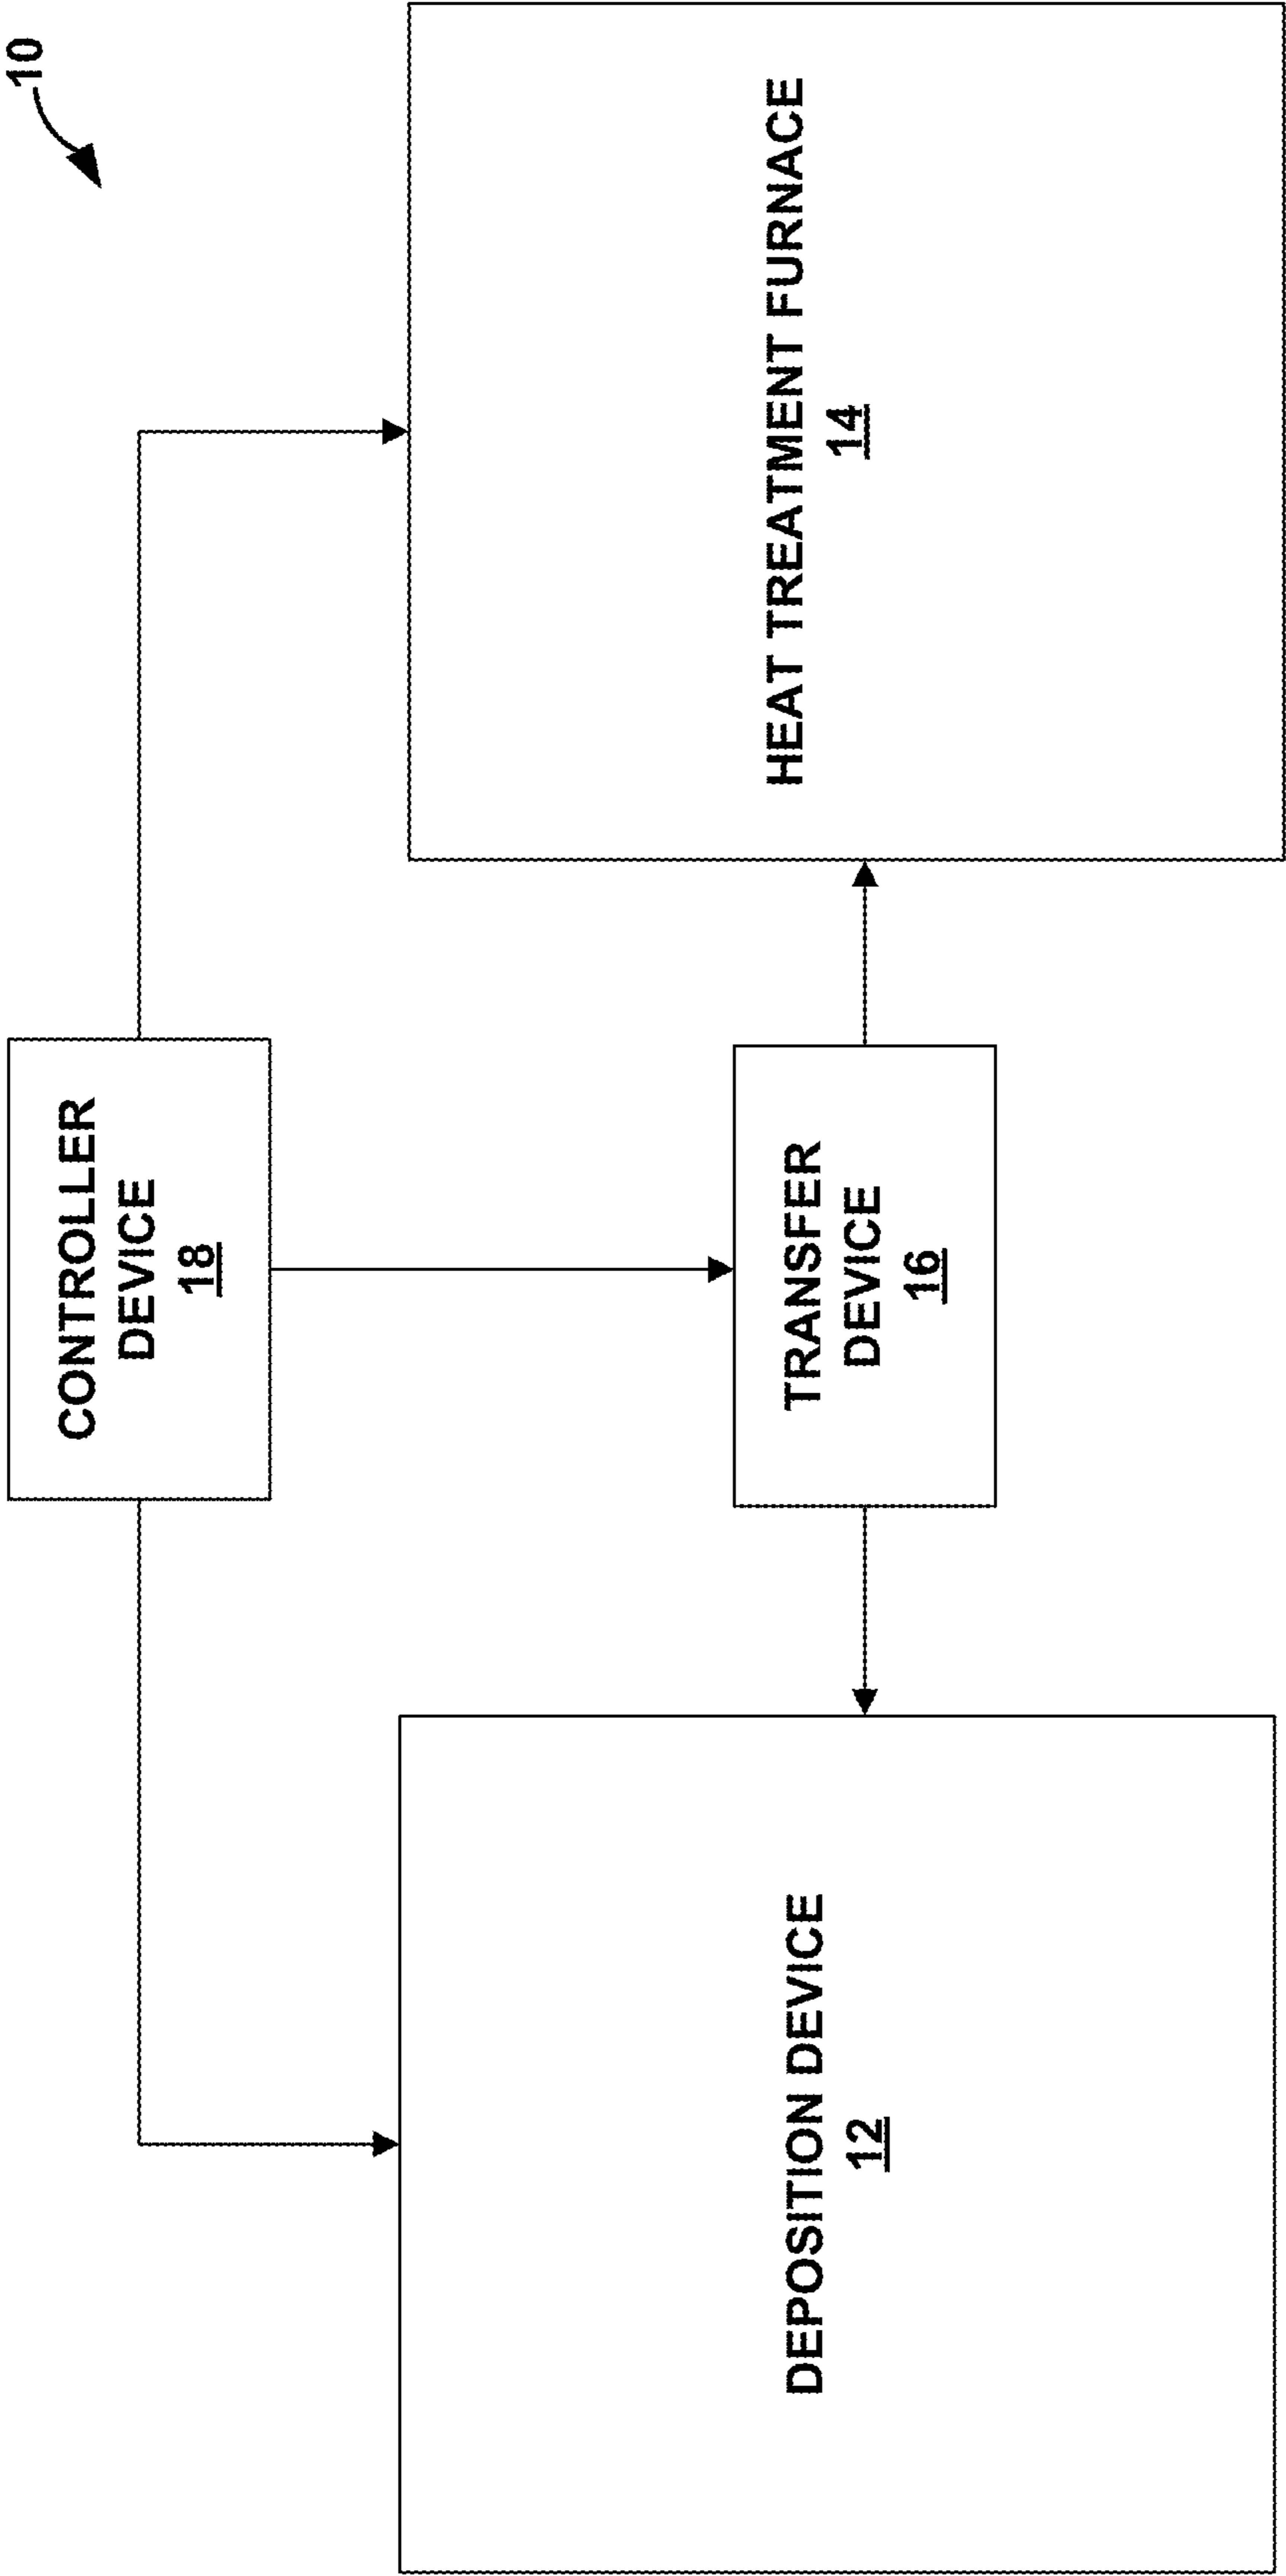 10
CONTROLLER
DEVICE
18
DEPOSITION DEVICE
12
TRANSFER
DEVICE
16
HEAT TREATMENT FURNACE
14